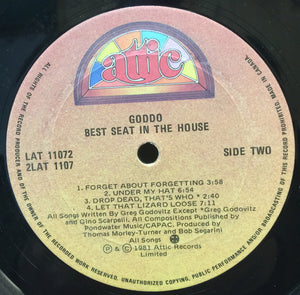 attic
GODDO
BEST SEAT IN THE HOUSE
LAT 11072
2LAT 1107
SIDE TWO
1. FORGET ABOUT FORGETTING 3:58
2. UNDER MY HAT 6:54
3. DROP DEAD, THAT'S WHO * 2:40
4. LET THAT LIZARD LOOSE 7:11
All Songs Written By Greg Godovitz Except *Greg Godovitz
and Gino Scarpelli, All Compositions Published by
Pondwater Music/CAPAC. Produced by
Thomas Morley-Turner and Bob Segarini
All Songs
℗ © 1981 Attic Records
Limited
ALL RIGHTS OF THE RECORD PRODUCER AND OF THE OWNER OF THE RECORDED WORK RESERVED. UNAUTHORIZED COPYING, PUBLIC PERFORMANCE AND/OR BROADCASTING OF THIS RECORD PROHIBITED. MADE IN CANADA.